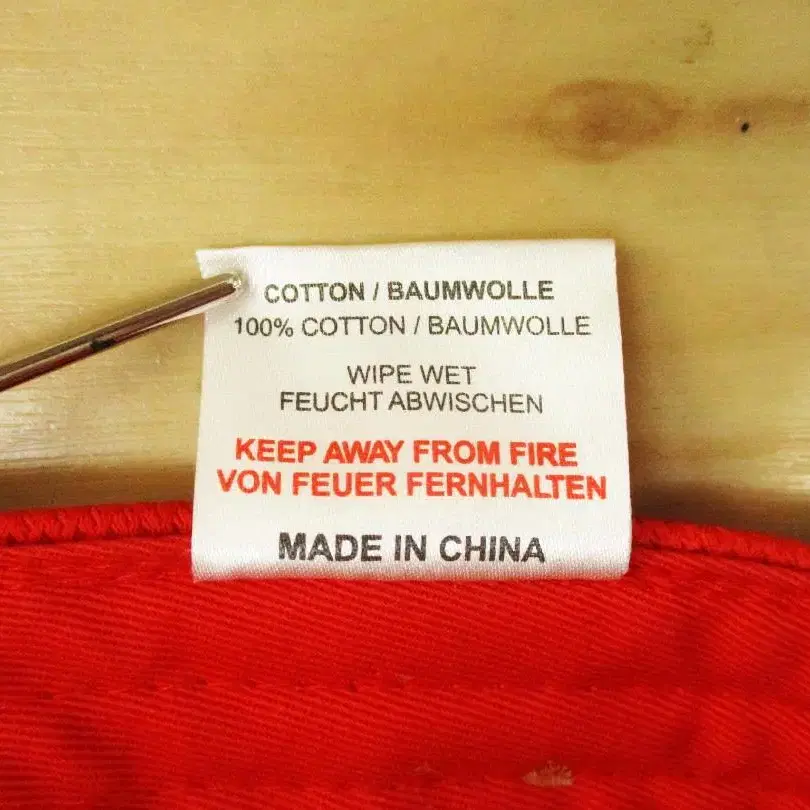 COTTON / BAUMWOLLE
100% COTTON / BAUMWOLLE
WIPE WET
FEUCHT ABWISCHEN
KEEP AWAY FROM FIRE
VON FEUER FERNHALTEN
MADE IN CHINA